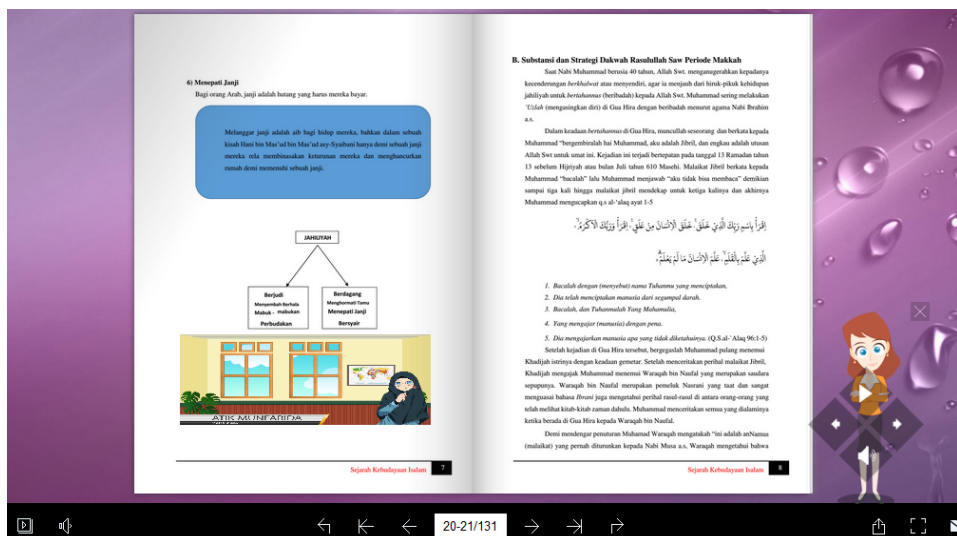 6) Menepati Janji
Bagi orang Arab, janji adalah hutang yang harus mereka bayar.
Melanggar janji adalah aib bagi hidup mereka, bahkan dalam sebuah
kisah Hani bin Mas'ud bin Mas'ud asy-Syaibani hanya demi sebuah janji
mereka rela membinasakan keturunan mereka dan menghancurkan
rumah demi memenuhi sebuah janji.
JAHILIYAH
Berjudi
Menyembah Berhala
Mabuk - mabukan
Perbudakan
Berdagang
Menghormati Tamu
Menepati Janji
Bersyair
ATIK MUNFARIDA
Sejarah Kebudayaan Isalam 7
B. Substansi dan Strategi Dakwah Rasulullah Saw Periode Makkah
Saat Nabi Muhammad berusia 40 tahun, Allah Swt. menganugerahkan kepadanya
kecenderungan berkhalwat atau menyendiri, agar ia menjauh dari hiruk-pikuk kehidupan
jahiliyah untuk bertahannus (beribadah) kepada Allah Swt. Muhammad sering melakukan
'Uzlah (mengasingkan diri) di Gua Hira dengan beribadah menurut agama Nabi Ibrahim
a.s.
Dalam keadaan bertahannus di Gua Hira, muncullah seseorang dan berkata kepada
Muhammad "bergembiralah hai Muhammad, aku adalah Jibril, dan engkau adalah utusan
Allah Swt untuk umat ini. Kejadian ini terjadi bertepatan pada tanggal 13 Ramadan tahun
13 sebelum Hijriyah atau bulan Juli tahun 610 Masehi. Malaikat Jibril berkata kepada
Muhammad "bacalah" lalu Muhammad menjawab "aku tidak bisa membaca" demikian
sampai tiga kali hingga malaikat jibril mendekap untuk ketiga kalinya dan akhirnya
Muhammad mengucapkan q.s al-'alaq ayat 1-5
اِقْرَأْ بِاسْمِ رَبِّكَ الَّذِيْ خَلَقَۚ خَلَقَ الْاِنْسَانَ مِنْ عَلَقٍۚ اِقْرَأْ وَرَبُّكَ الْاَكْرَمُۙ
الَّذِيْ عَلَّمَ بِالْقَلَمِۙ عَلَّمَ الْاِنْسَانَ مَا لَمْ يَعْلَمْۗ
1. Bacalah dengan (menyebut) nama Tuhanmu yang menciptakan,
2. Dia telah menciptakan manusia dari segumpal darah.
3. Bacalah, dan Tuhanmulah Yang Mahamulia,
4. Yang mengajar (manusia) dengan pena.
5. Dia mengajarkan manusia apa yang tidak diketahuinya. (Q.S.al-`Alaq 96:1-5)
Setelah kejadian di Gua Hira tersebut, bergegaslah Muhammad pulang menemui
Khadijah istrinya dengan keadaan gemetar. Setelah menceritakan perihal malaikat Jibril,
Khadijah mengajak Muhammad menemui Waraqah bin Naufal yang merupakan saudara
sepupunya. Waraqah bin Naufal merupakan pemeluk Nasrani yang taat dan sangat
menguasai bahasa Ibrani juga mengetahui perihal rasul-rasul di antara orang-orang yang
telah melihat kitab-kitab zaman dahulu. Muhammad menceritakan semua yang dialaminya
ketika berada di Gua Hira kepada Waraqah bin Naufal.
Demi mendengar penuturan Muhamad Waraqah mengatakah "ini adalah anNamus
(malaikat) yang pernah diturunkan kepada Nabi Musa a.s, Waraqah mengetahui bahwa
Sejarah Kebudayaan Isalam 8
20-21/131